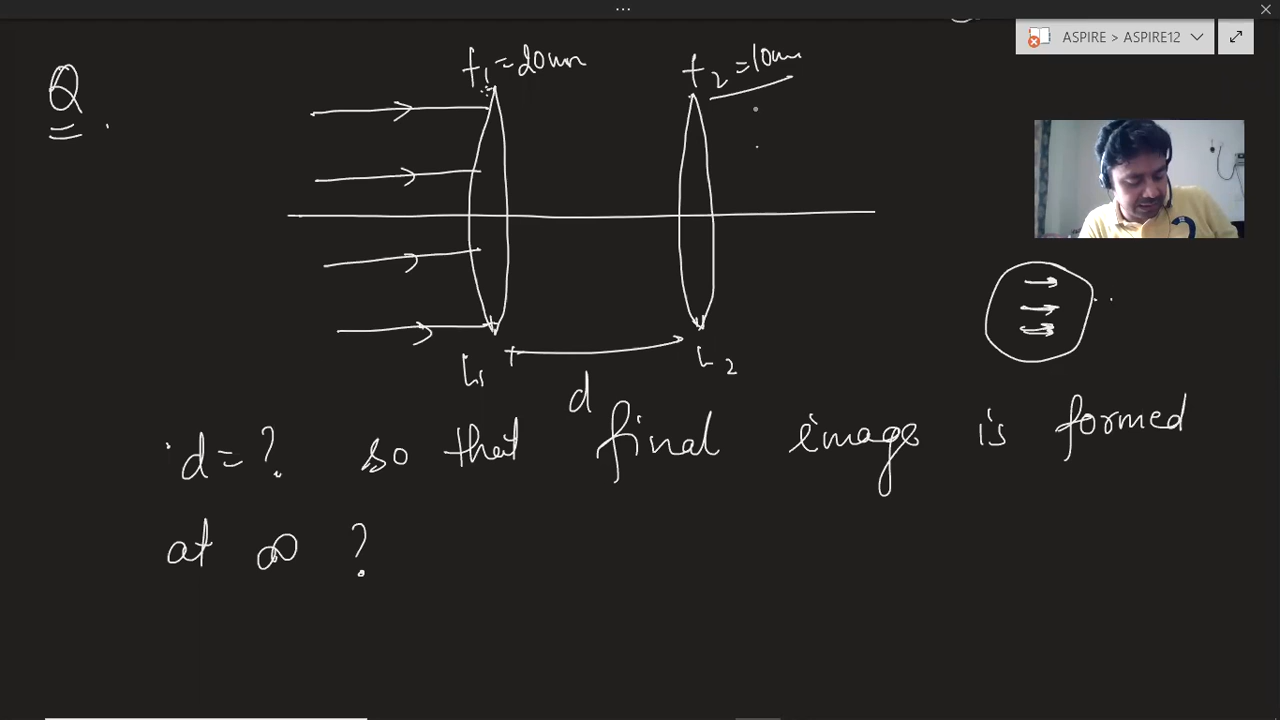 ASPIRE > ASPIRE12
Q
f1 = 20cm
f2 = 10cm
L1
L2
d
d = ? so that final image is formed
at ∞ ?